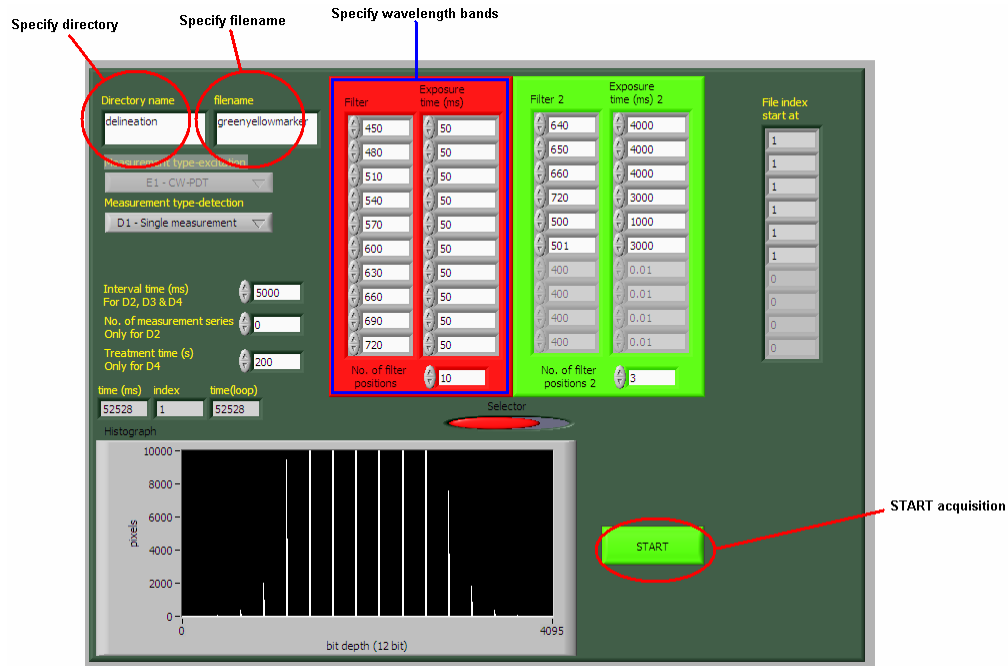 Specify directory
Specify filename
Specify wavelength bands
Directory name
filename
delineation
greenyellowmarker
Measurement type-excitation
E1 - CW-PDT
Measurement type-detection
D1 - Single measurement
Interval time (ms)
For D2, D3 & D4
5000
No. of measurement series
Only for D2
0
Treatment time (s)
Only for D4
200
time (ms) index time(loop)
52528 1 52528
Filter
Exposure
time (ms)
450 50
480 50
510 50
540 50
570 50
600 50
630 50
660 50
690 50
720 50
No. of filter
positions
10
Filter 2
Exposure
time (ms) 2
640 4000
650 4000
660 4000
720 3000
500 1000
501 3000
400 0.01
400 0.01
400 0.01
400 0.01
No. of filter
positions 2
3
File index
start at
1
1
1
1
1
1
0
0
0
0
Selector
Histograph
10000
8000
6000
4000
2000
0
pixels
0 4095
bit depth (12 bit)
START
START acquisition